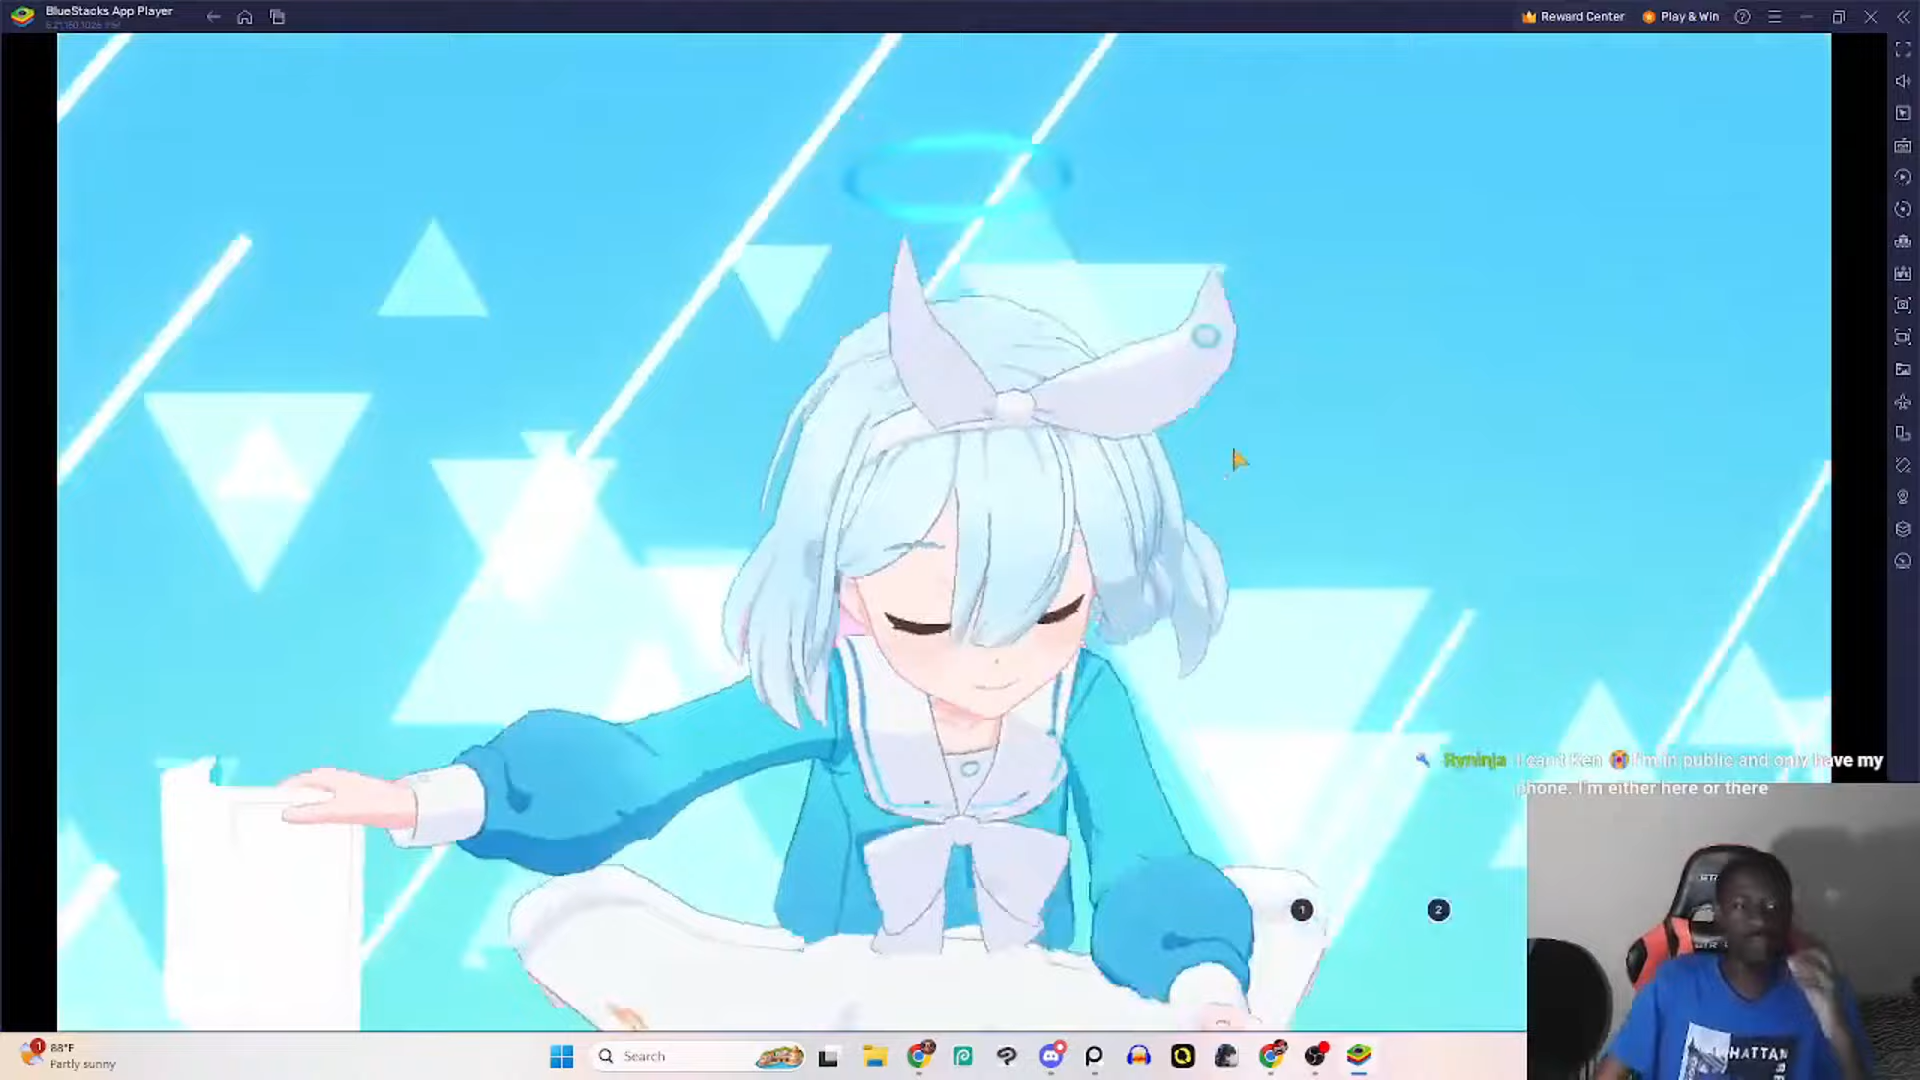 BlueStacks App Player
Reward Center
Play & Win
Ryninja I can't Ken I'm in public and only have my
phone. I'm either here or there
1
2
HATTAN
1
88°F
Partly sunny
Search